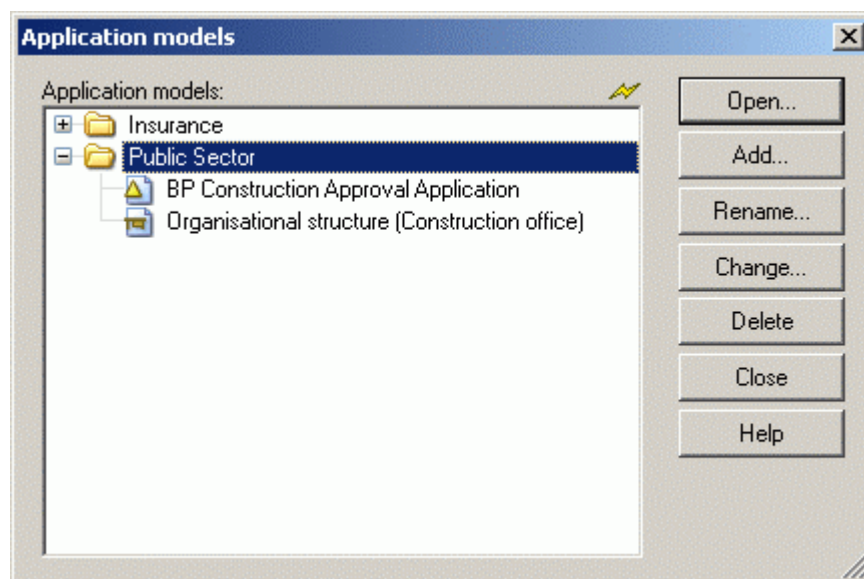 Application models
Application models:
Insurance
Public Sector
BP Construction Approval Application
Organisational structure (Construction office)
Open...
Add...
Rename...
Change...
Delete
Close
Help